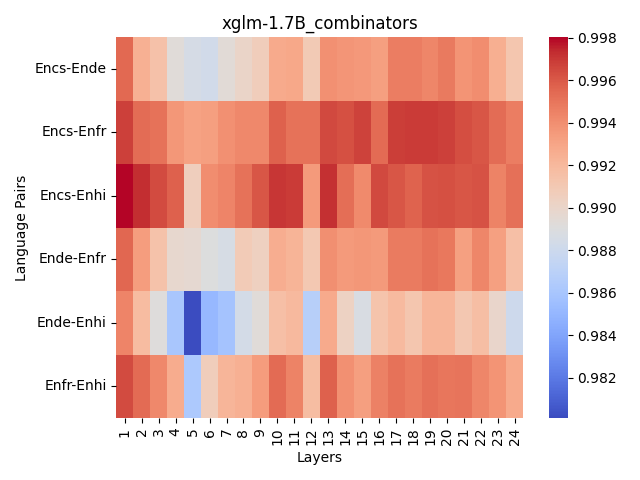 xglm-1.7B_combinators
Language Pairs
Encs-Ende
Encs-Enfr
Encs-Enhi
Ende-Enfr
Ende-Enhi
Enfr-Enhi
1 2 3 4 5 6 7 8 9 10 11 12 13 14 15 16 17 18 19 20 21 22 23 24
Layers
0.998
0.996
0.994
0.992
0.990
0.988
0.986
0.984
0.982